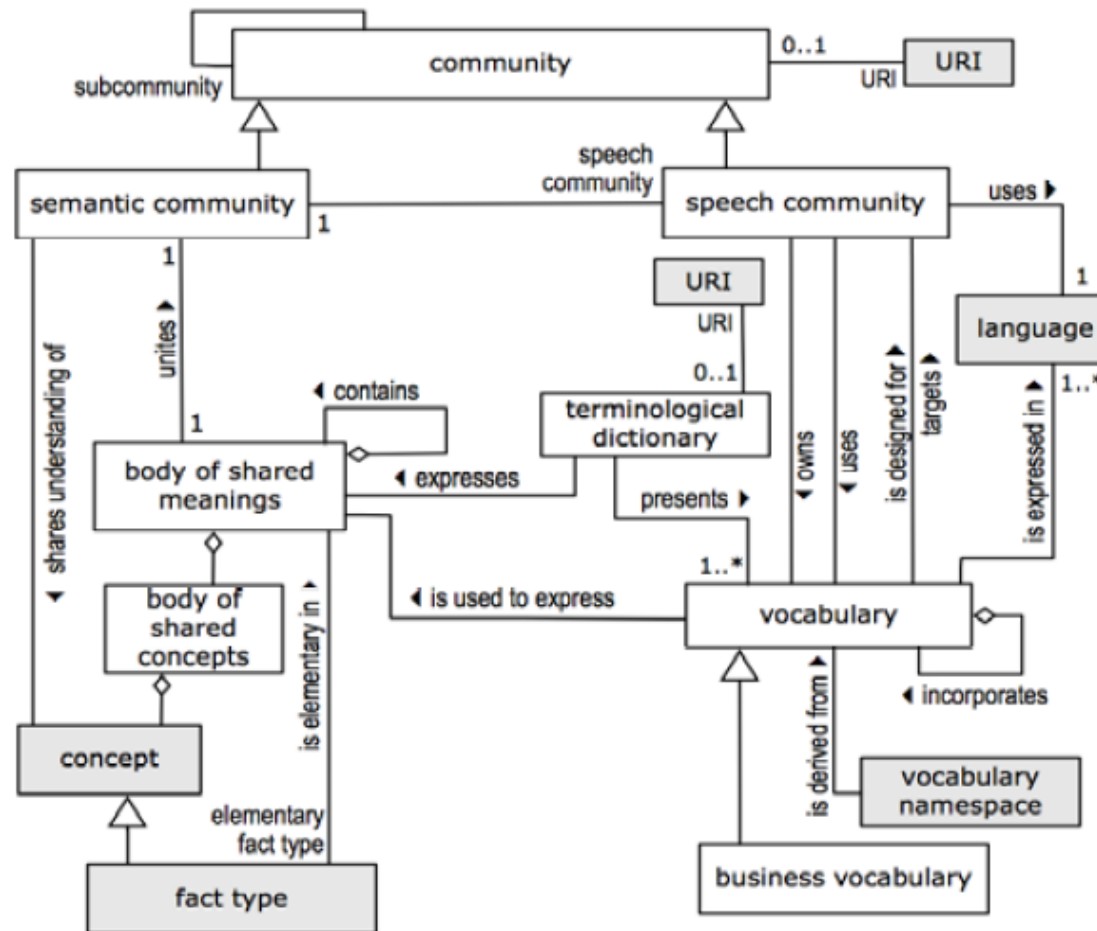 community
0..1
URI
URI
subcommunity
speech
community
semantic community
1
speech community
uses ▶
1
language
1..*
1
unites ▶
1
◀ shares understanding of
URI
URI
0..1
◀ contains
terminological
dictionary
body of shared
meanings
◀ expresses
presents ▶
1..*
◀ owns
◀ uses
is designed for ▶
targets ▶
is expressed in ▶
body of
shared
concepts
is elementary in ▶
◀ is used to express
vocabulary
◀ incorporates
is derived from ▶
concept
vocabulary
namespace
elementary
fact type
fact type
business vocabulary